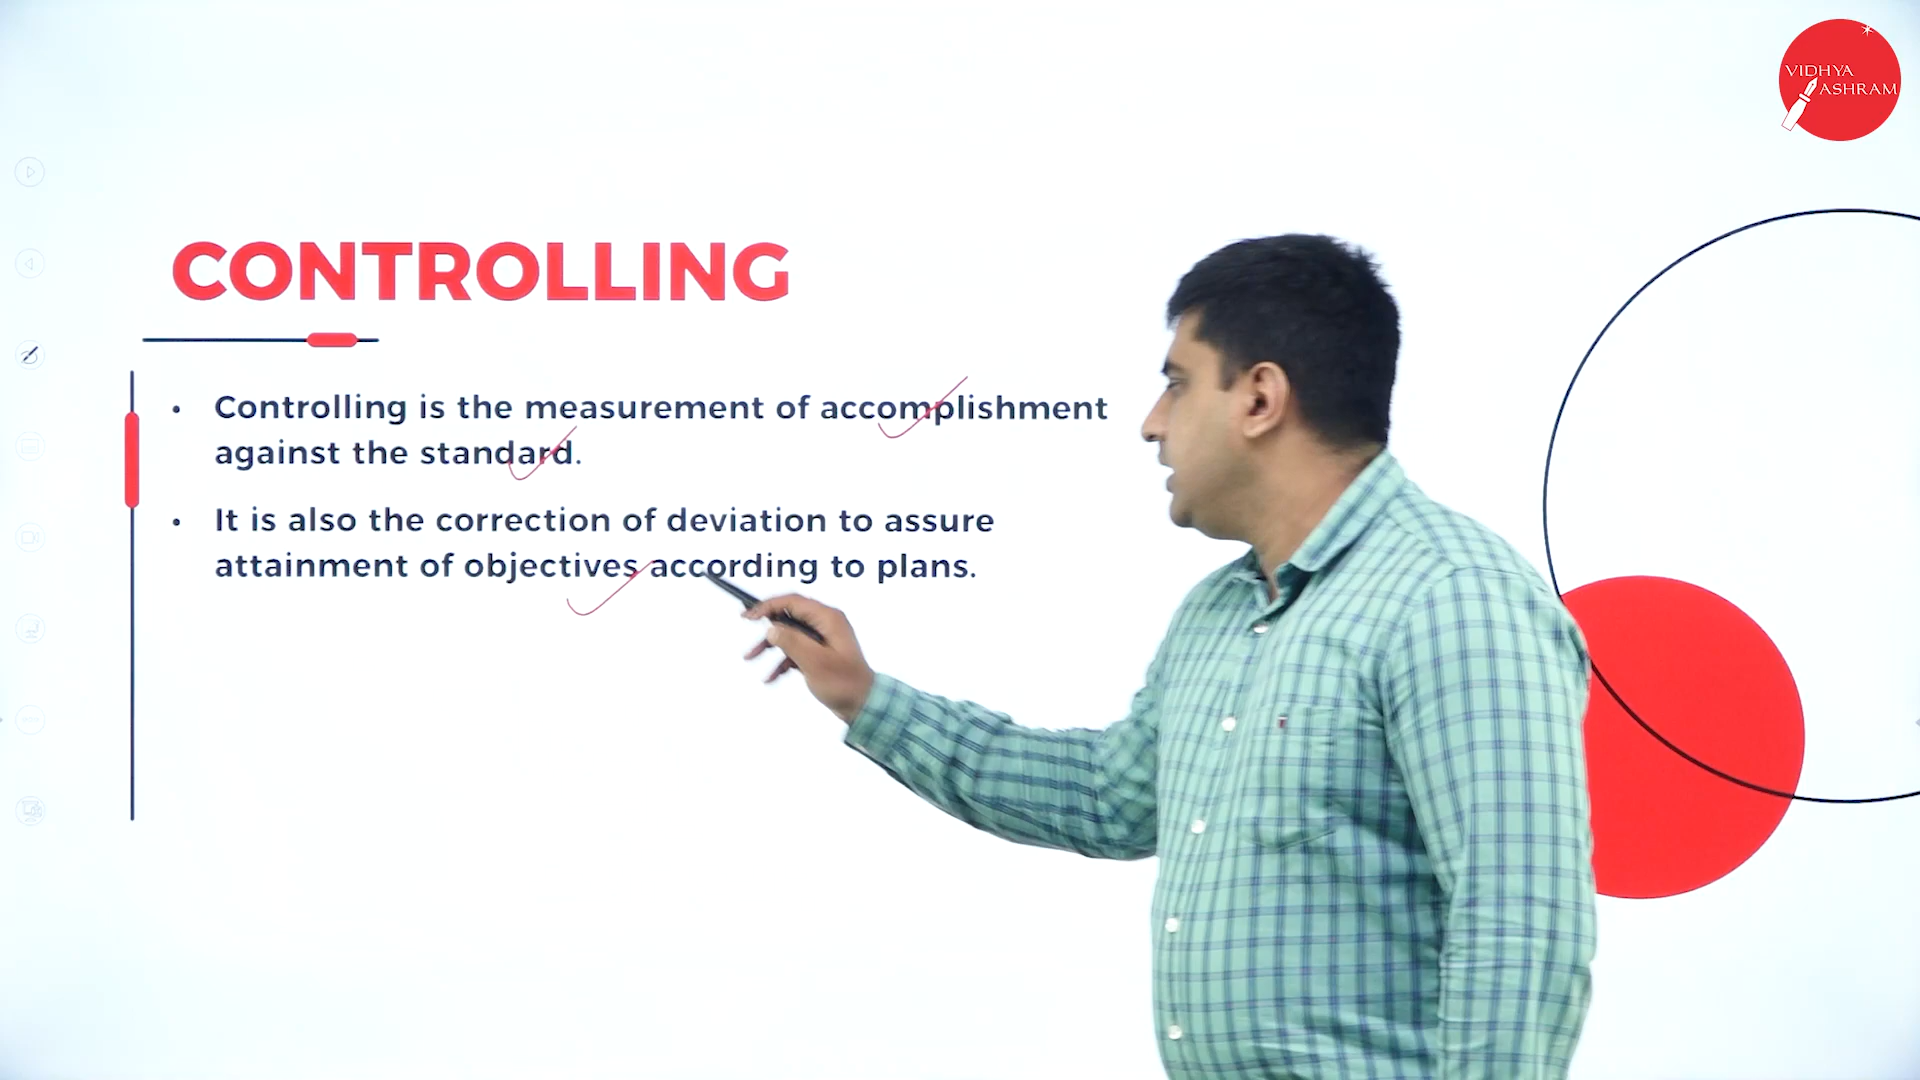 VIDHYA
ASHRAM
CONTROLLING
• Controlling is the measurement of accomplishment
against the standard.
• It is also the correction of deviation to assure
attainment of objectives according to plans.